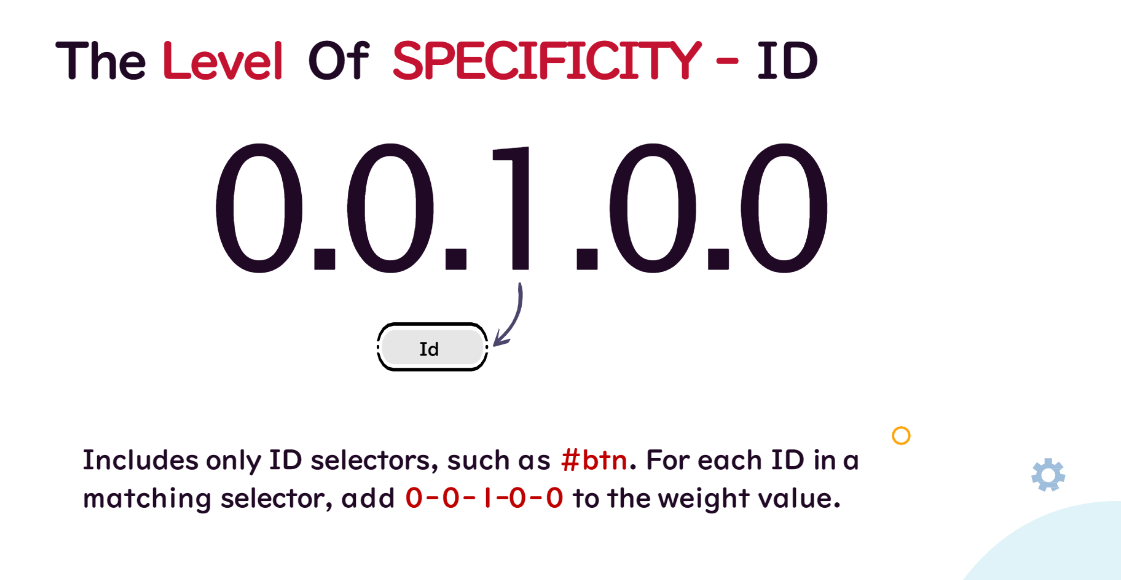 The Level Of SPECIFICITY - ID
0.0.1.0.0
Id
Includes only ID selectors, such as #btn. For each ID in a
matching selector, add 0-0-1-0-0 to the weight value.